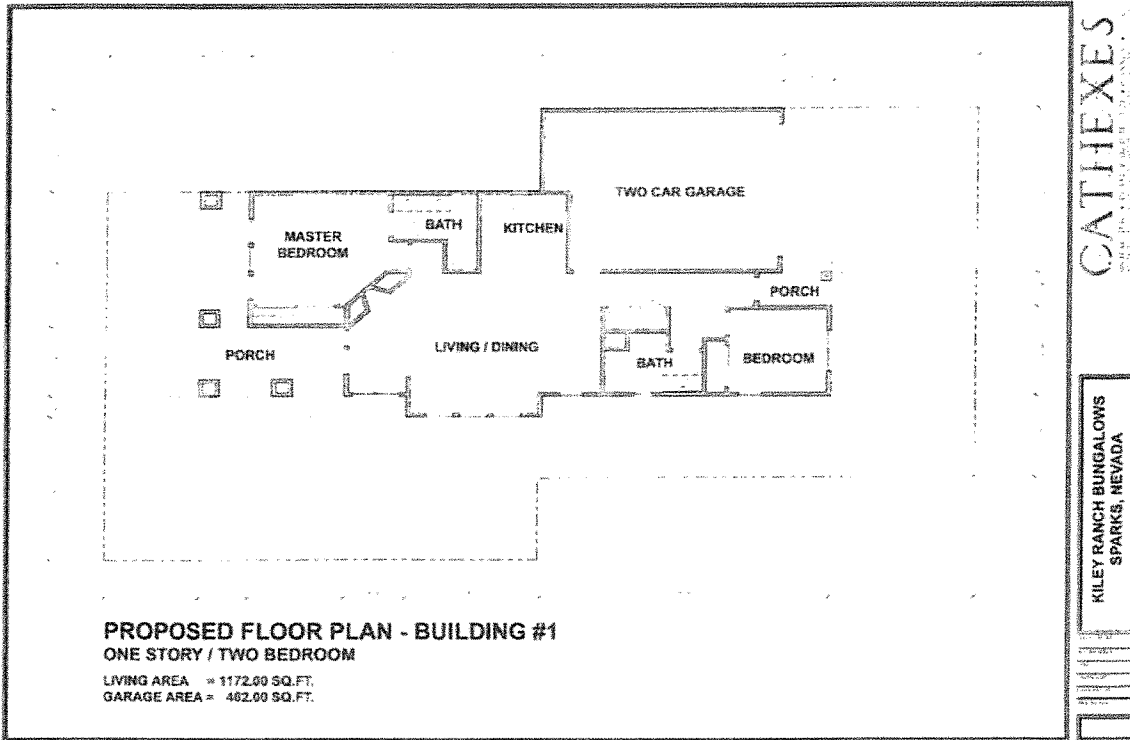 TWO CAR GARAGE
BATH
KITCHEN
MASTER
BEDROOM
PORCH
PORCH
LIVING / DINING
BATH
BEDROOM
PROPOSED FLOOR PLAN - BUILDING #1
ONE STORY / TWO BEDROOM
LIVING AREA = 1172.00 SQ.FT.
GARAGE AREA = 462.00 SQ.FT.
CATHEXES
KILEY RANCH BUNGALOWS
SPARKS, NEVADA